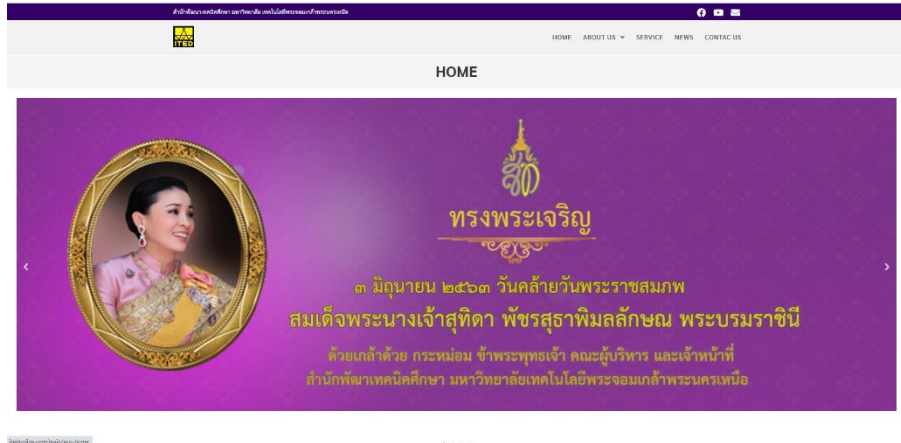 สำนักพัฒนาเทคนิคศึกษา มหาวิทยาลัย เทคโนโลยีพระจอมเกล้าพระนครเหนือ
ITED
HOME ABOUT US SERVICE NEWS CONTAC US
HOME
ทรงพระเจริญ
๓ มิถุนายน ๒๕๖๓ วันคล้ายวันพระราชสมภพ
สมเด็จพระนางเจ้าสุทิดา พัชรสุธาพิมลลักษณ พระบรมราชินี
ด้วยเกล้าด้วย กระหม่อม ข้าพระพุทธเจ้า คณะผู้บริหาร และเจ้าหน้าที่
สำนักพัฒาเทคนิคศึกษา มหาวิทยาลัยเทคโนโลยีพระจอมเกล้าพระนครเหนือ